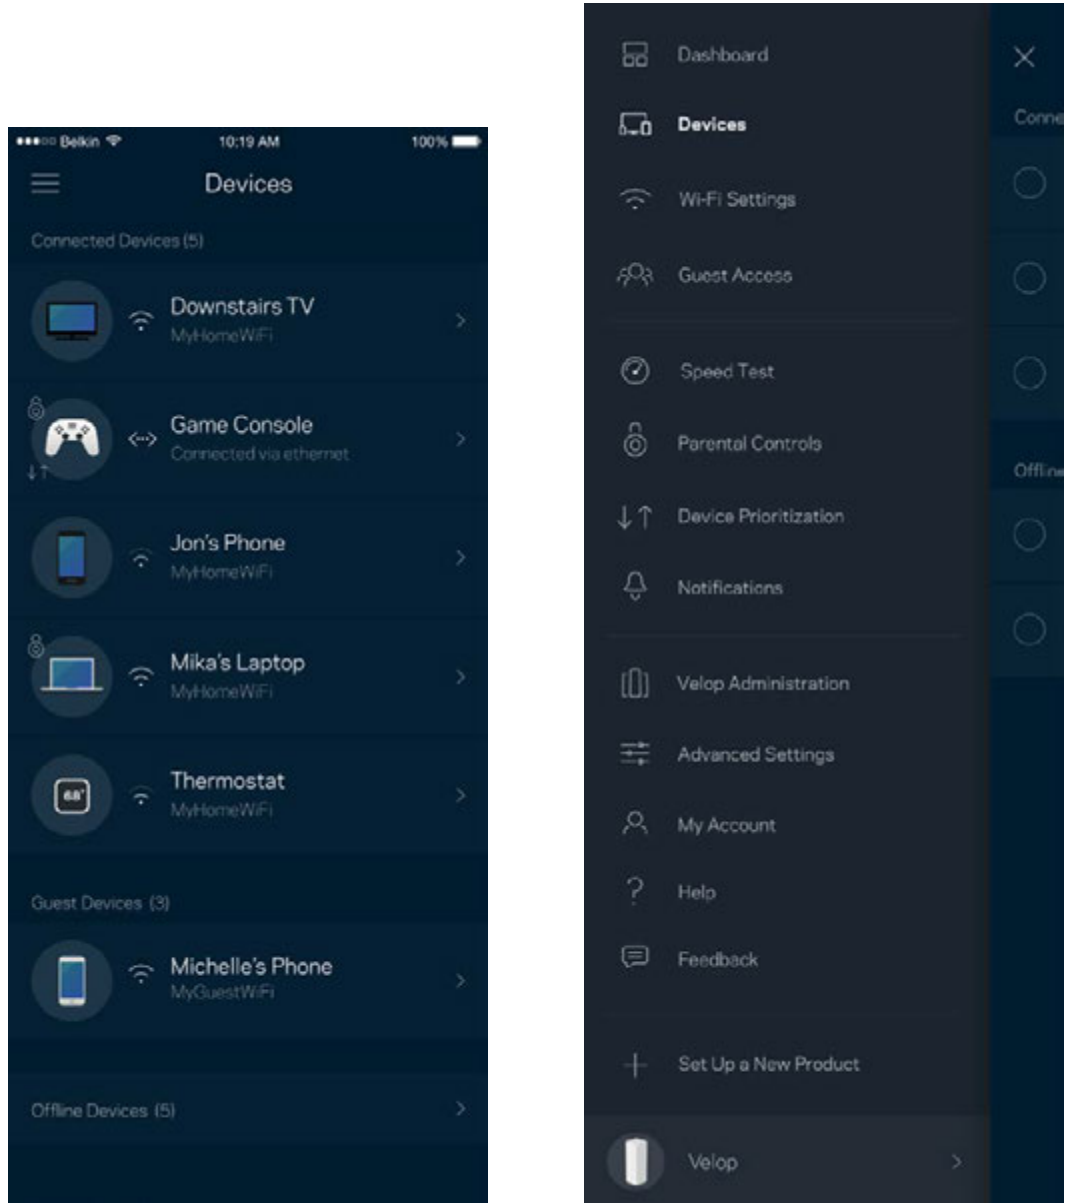 Belkin 10:19 AM 100%
Devices
Connected Devices (5)
Downstairs TV
MyHomeWiFi
Game Console
Connected via ethernet
Jon's Phone
MyHomeWiFi
Mika's Laptop
MyHomeWiFi
68°
Thermostat
MyHomeWiFi
Guest Devices (3)
Michelle's Phone
MyGuestWiFi
Offline Devices (5)
Dashboard
Devices
Wi-Fi Settings
Guest Access
Speed Test
Parental Controls
Device Prioritization
Notifications
Velop Administration
Advanced Settings
My Account
Help
Feedback
Set Up a New Product
Velop
Conne
Offline